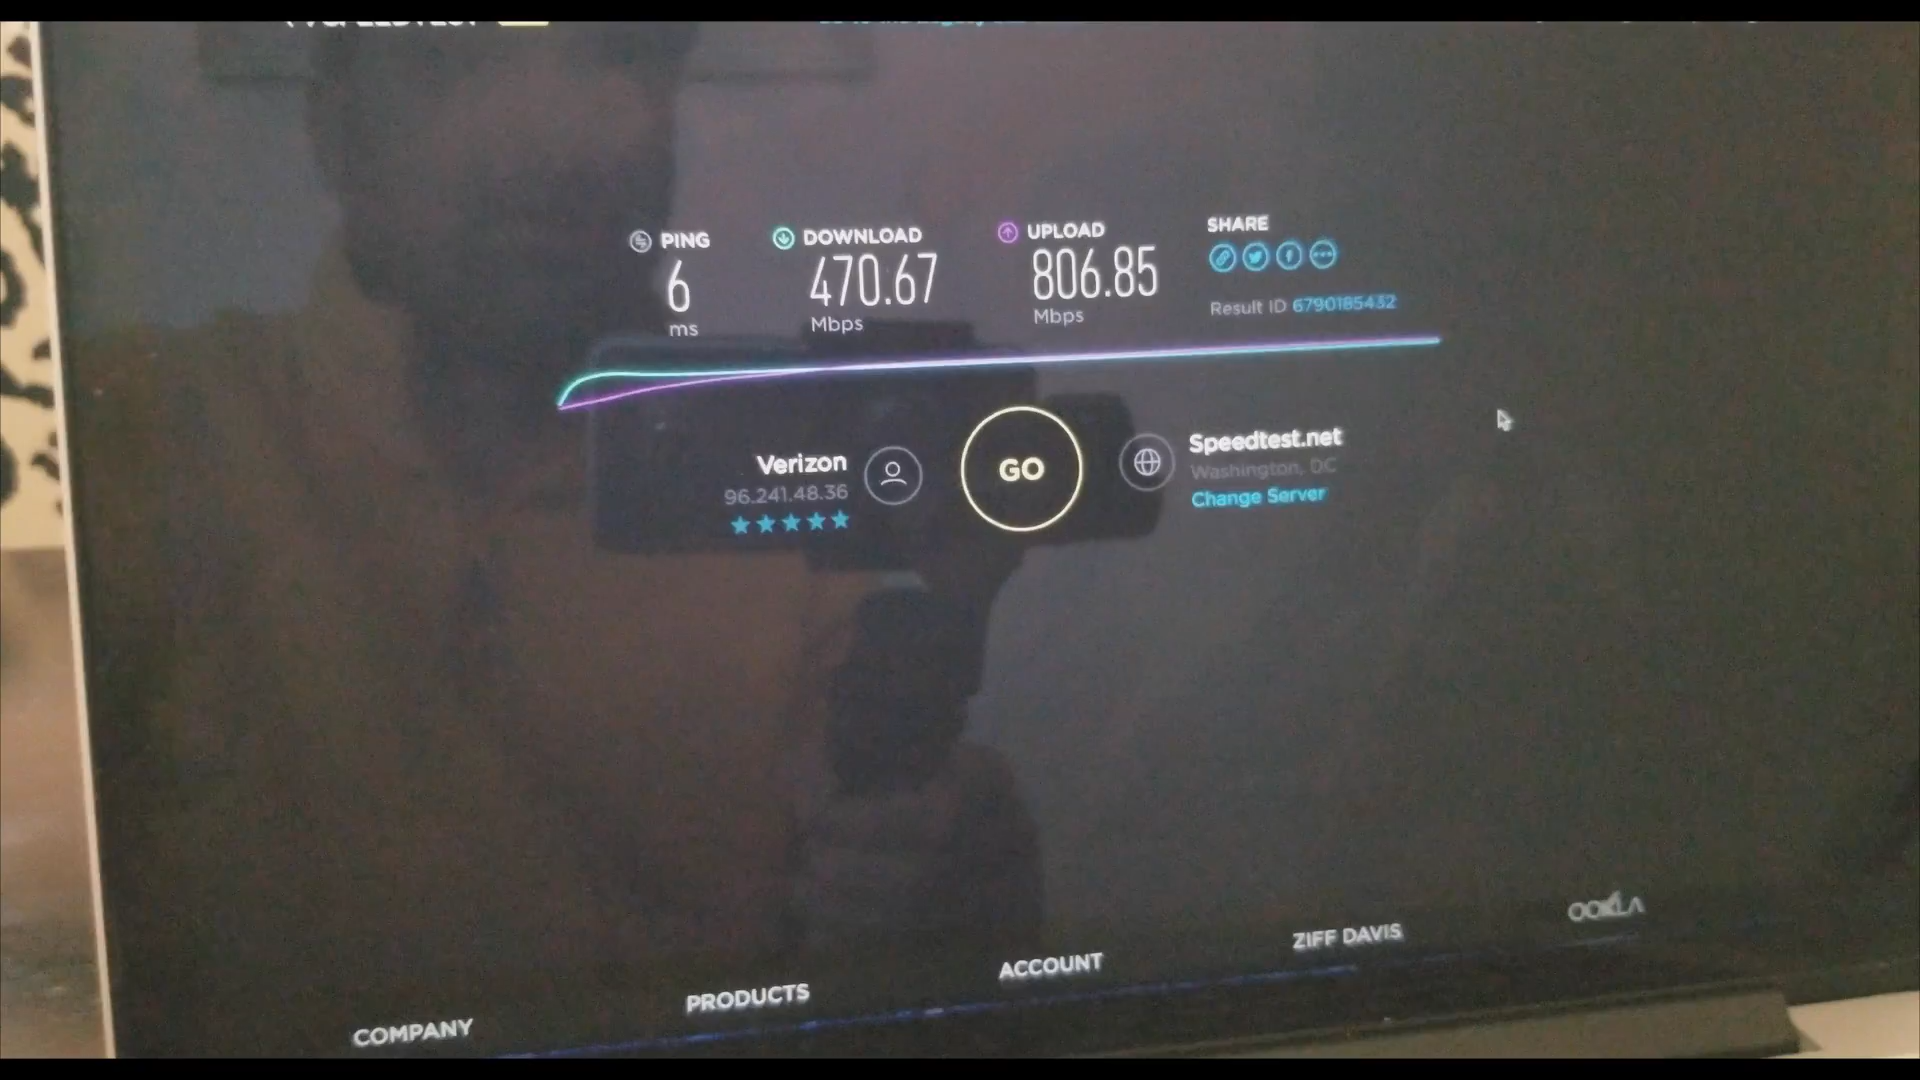 SPEEDTEST
PING
6
ms
DOWNLOAD
470.67
Mbps
UPLOAD
806.85
Mbps
SHARE
Result ID 6790185432
Verizon
96.241.48.36
GO
Speedtest.net
Washington, DC
Change Server
COMPANY
PRODUCTS
ACCOUNT
ZIFF DAVIS
OOKLA